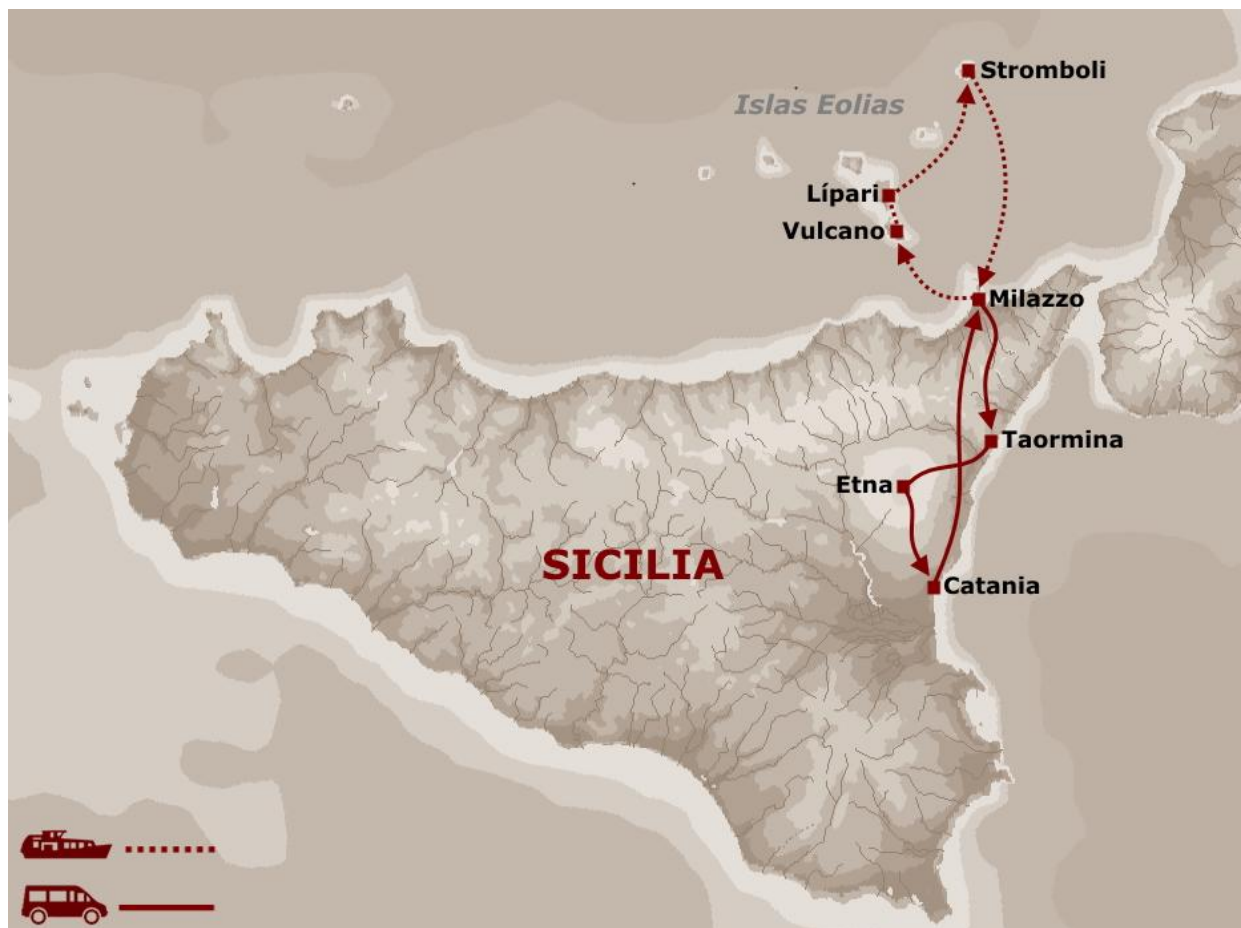 Stromboli
Islas Eolias
Lípari
Vulcano
Milazzo
Taormina
Etna
SICILIA
Catania